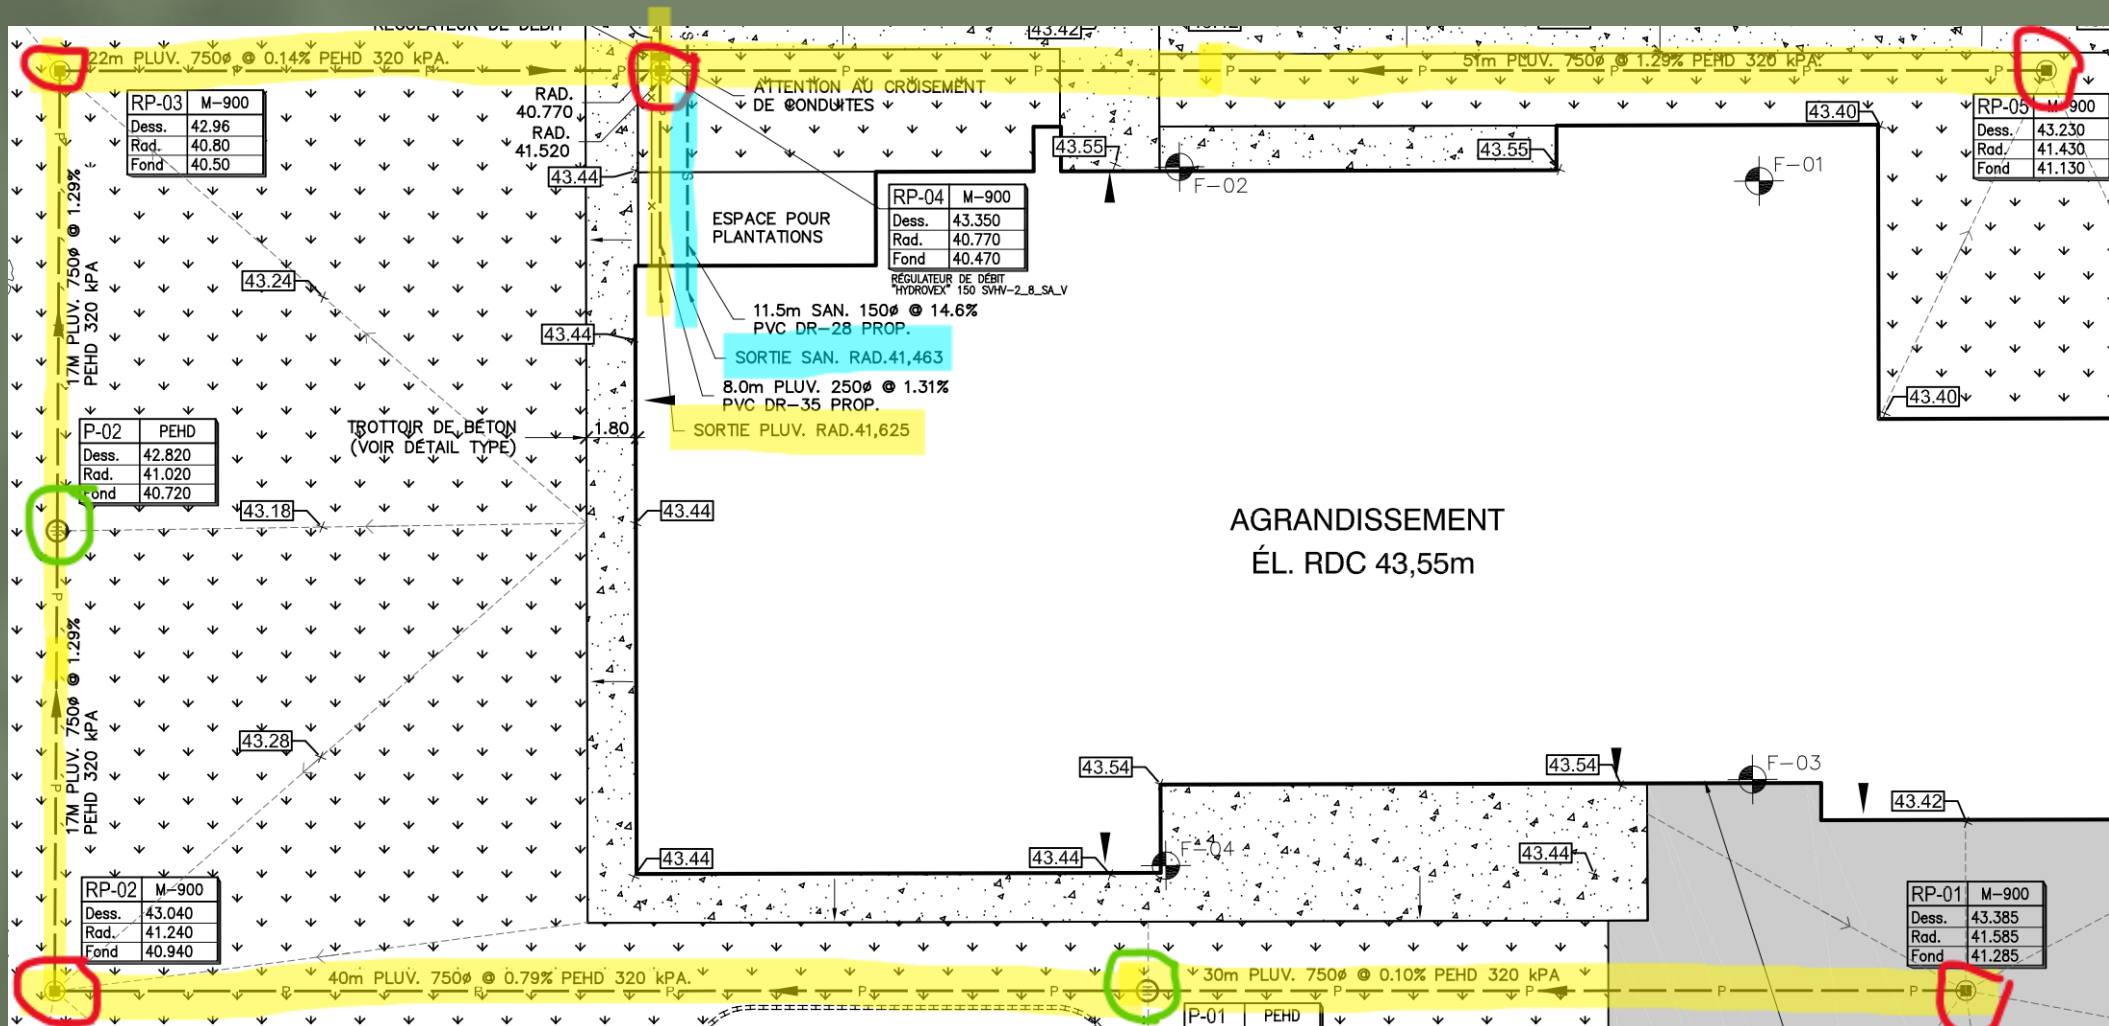 RÉGULATEUR DE DÉBIT
43.42
22m PLUV. 750ø @ 0.14% PEHD 320 kPA.
51m PLUV. 750ø @ 1.29% PEHD 320 kPA.
RP-03 M-900
Dess. 42.96
Rad. 40.80
Fond 40.50
RAD.
40.770
RAD.
41.520
ATTENTION AU CROISEMENT
DE CONDUITES
43.40
RP-05 M-900
Dess. 43.230
Rad. 41.430
Fond 41.130
43.55
43.55
F-02
F-01
43.44
17M PLUV. 750ø @ 1.29%
PEHD 320 kPA
ESPACE POUR
PLANTATIONS
RP-04 M-900
Dess. 43.350
Rad. 40.770
Fond 40.470
RÉGULATEUR DE DÉBIT
"HYDROVEX" 150 SVHV-2_8_SA_V
43.24
11.5m SAN. 150ø @ 14.6%
PVC DR-28 PROP.
43.44
SORTIE SAN. RAD.41,463
8.0m PLUV. 250ø @ 1.31%
PVC DR-35 PROP.
SORTIE PLUV. RAD.41,625
43.40
P-02 PEHD
Dess. 42.820
Rad. 41.020
Fond 40.720
TROTTOIR DE BÉTON
(VOIR DÉTAIL TYPE)
1.80
43.18
43.44
AGRANDISSEMENT
ÉL. RDC 43,55m
17M PLUV. 750ø @ 1.29%
PEHD 320 kPA
43.28
43.54
43.54
F-03
43.42
43.44
43.44
F-04
43.44
RP-02 M-900
Dess. 43.040
Rad. 41.240
Fond 40.940
RP-01 M-900
Dess. 43.385
Rad. 41.585
Fond 41.285
40m PLUV. 750ø @ 0.79% PEHD 320 kPA.
30m PLUV. 750ø @ 0.10% PEHD 320 kPA
P-01 PEHD